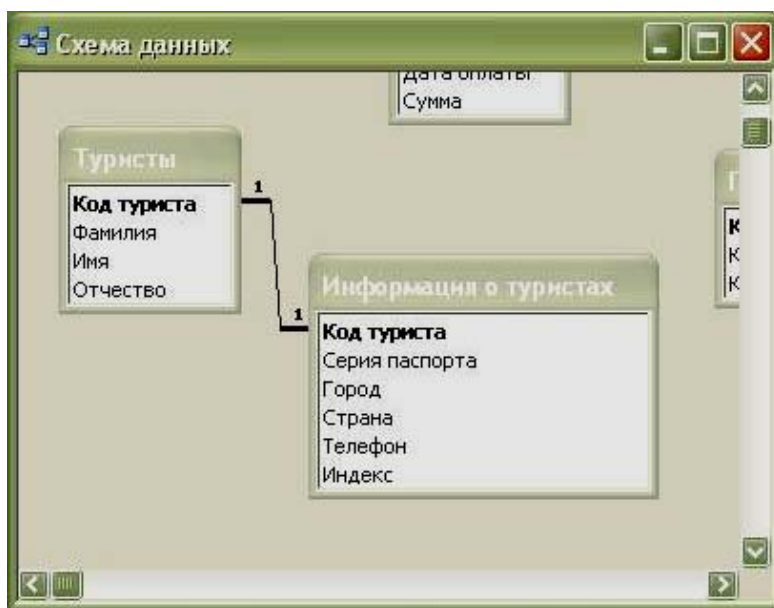 Схема данных
Дата оплаты
Сумма
Туристы
1
Код туриста
Фамилия
Имя
Отчество
Информация о туристах
1
Код туриста
Серия паспорта
Город
Страна
Телефон
Индекс